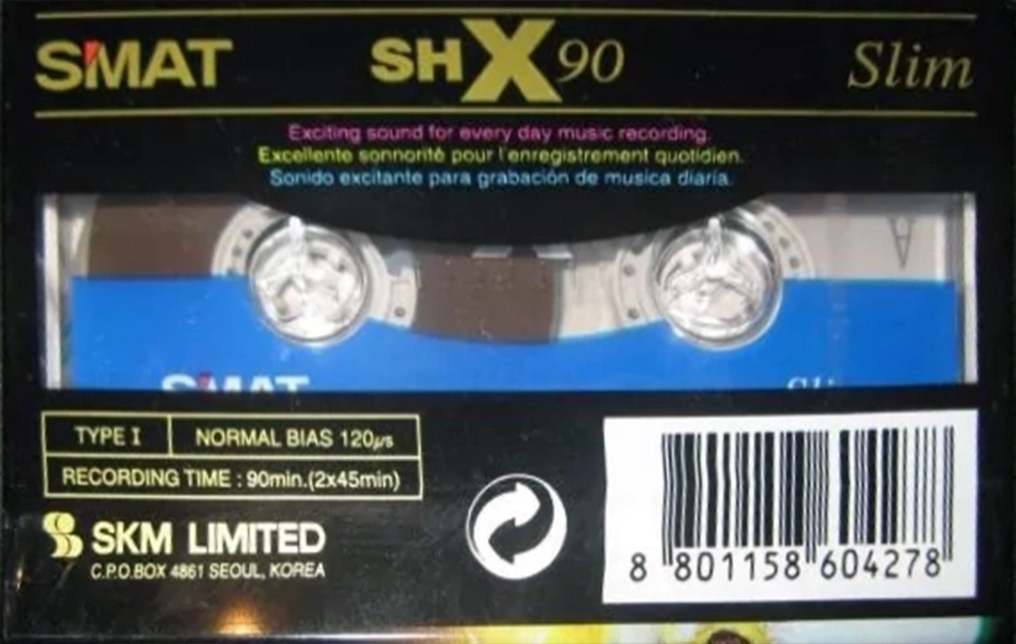 SMAT SHX90 Slim
Exciting sound for every day music recording.
Excellente sonnorité pour l'enregistrement quotidien.
Sonido excitante para grabación de musica diaria.
A
SMAT
TYPE I NORMAL BIAS 120µs
RECORDING TIME : 90min.(2x45min)
SKM LIMITED
C.P.O.BOX 4861 SEOUL, KOREA
8 801158 604278